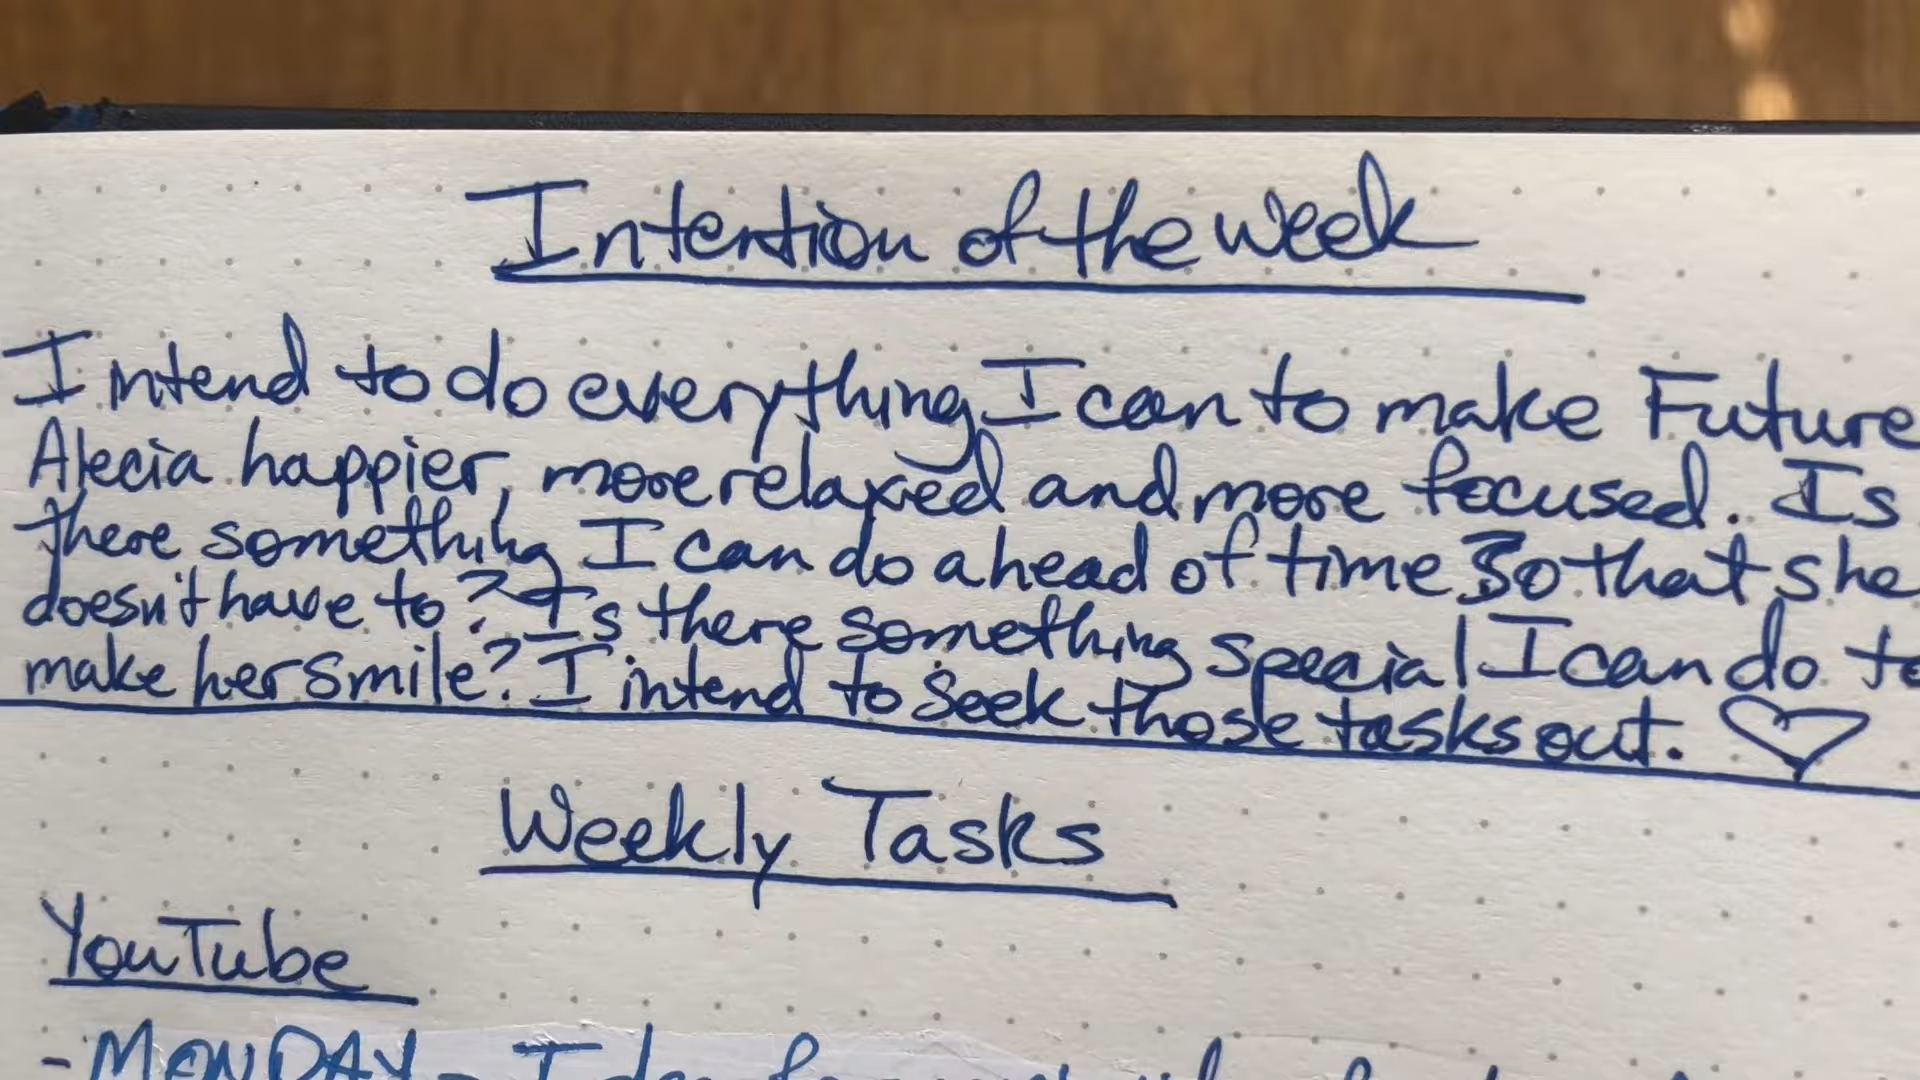 Intention of the week
I intend to do everything I can to make Future
Alecia happier, more relaxed and more focused. Is
there something I can do ahead of time so that she
doesn't have to? Is there something special I can do to
make her smile? I intend to seek those tasks out. ♡
Weekly Tasks
YouTube
- MONDAY - Idea for